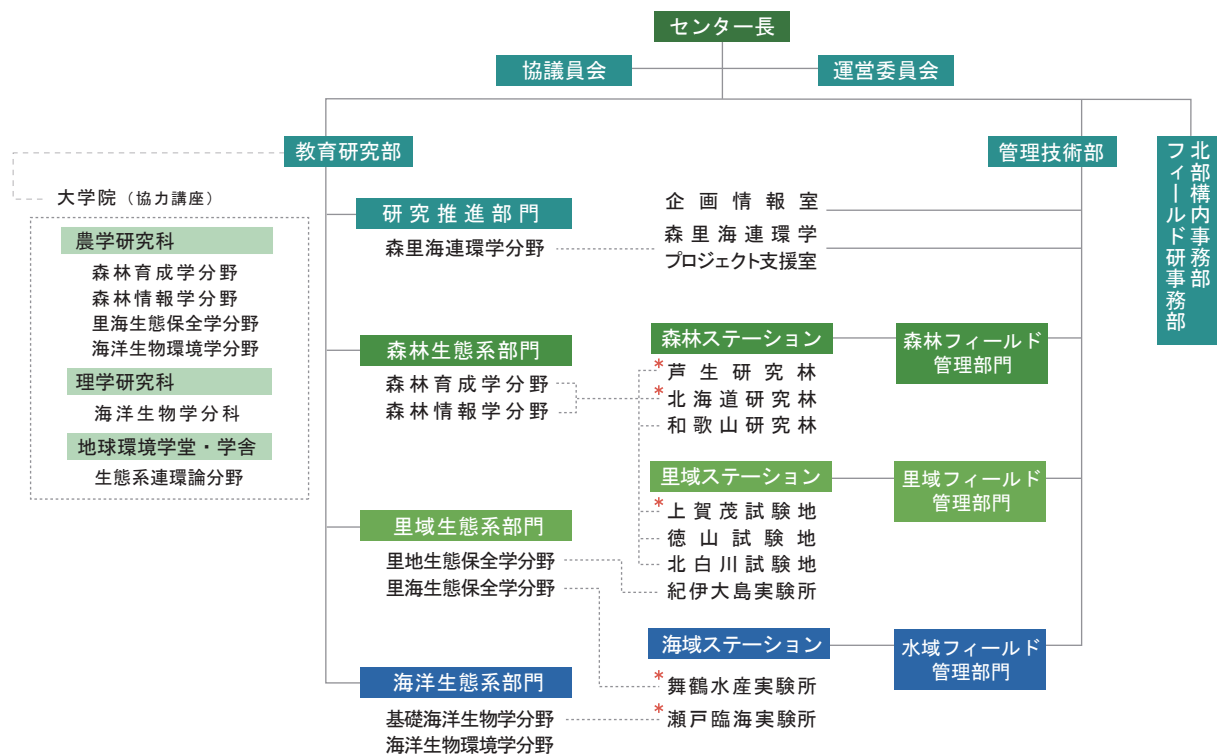 センター長
協議員会
運営委員会
教育研究部
管理技術部
北部構内事務部
フィールド研事務部
大学院（協力講座）
農学研究科
森林育成学分野
森林情報学分野
里海生態保全学分野
海洋生物環境学分野
理学研究科
海洋生物学分科
地球環境学堂・学舎
生態系連環論分野
研究推進部門
森里海連環学分野
企画情報室
森里海連環学
プロジェクト支援室
森林生態系部門
森林育成学分野
森林情報学分野
森林ステーション
*芦生研究林
*北海道研究林
和歌山研究林
森林フィールド
管理部門
里域ステーション
*上賀茂試験地
徳山試験地
北白川試験地
紀伊大島実験所
里域フィールド
管理部門
里域生態系部門
里地生態保全学分野
里海生態保全学分野
海域ステーション
*舞鶴水産実験所
*瀬戸臨海実験所
水域フィールド
管理部門
海洋生態系部門
基礎海洋生物学分野
海洋生物環境学分野